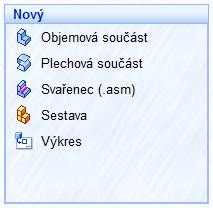 Nový
Objemová součást
Plechová součást
Svařenec (.asm)
Sestava
Výkres